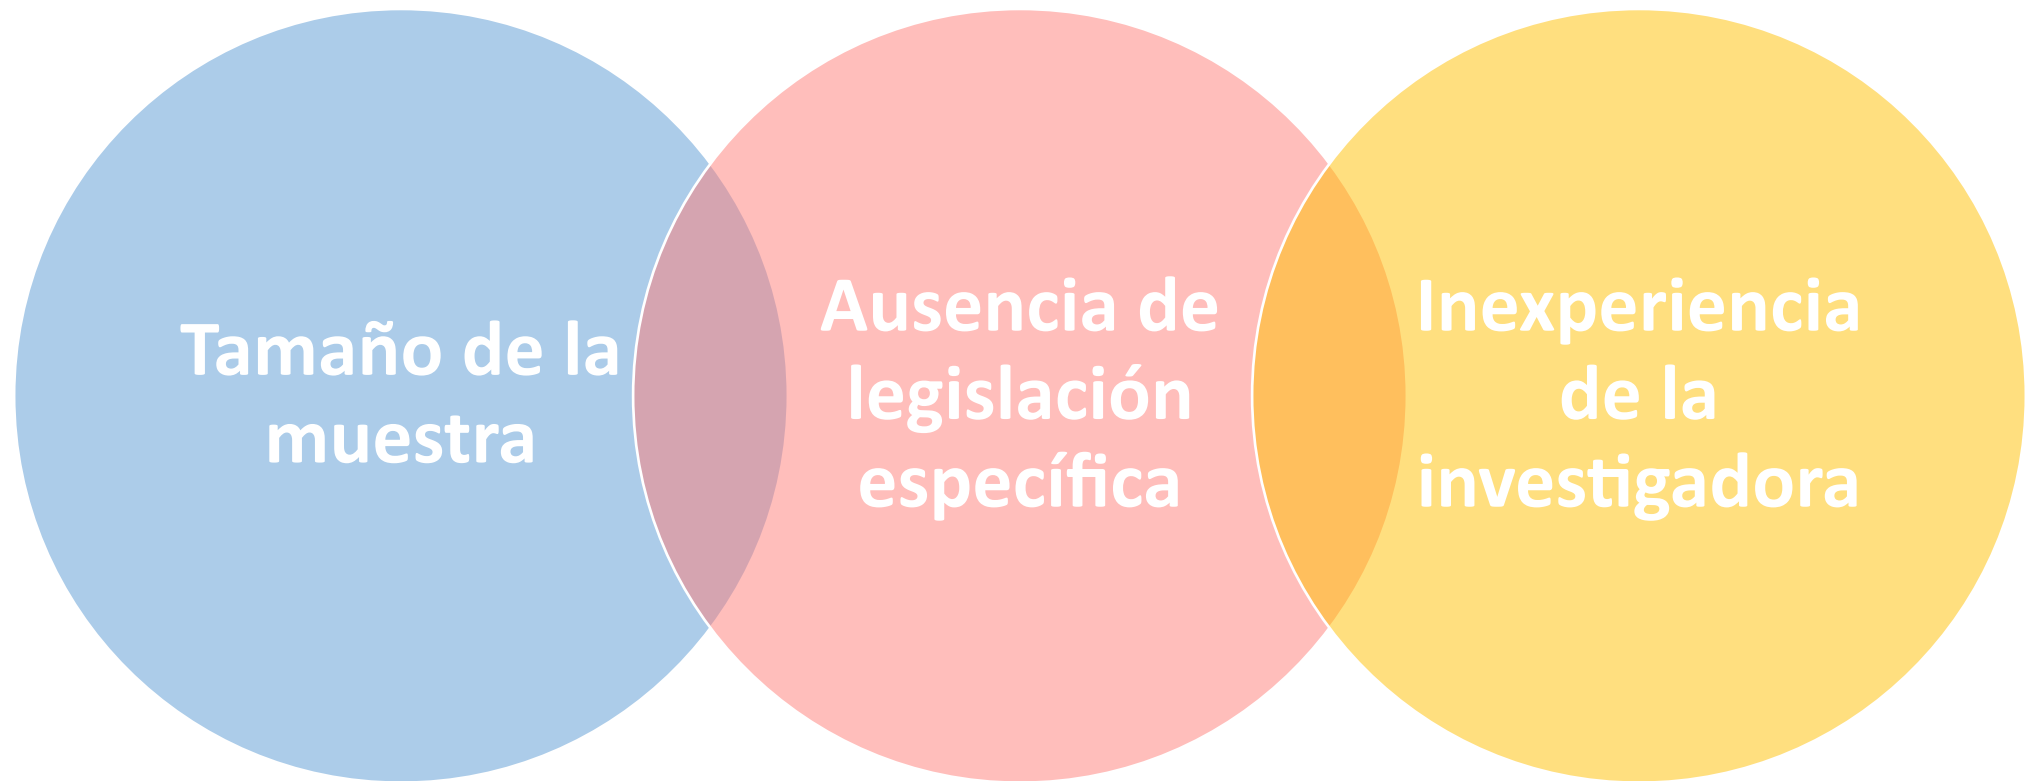 Tamaño de la
muestra
Ausencia de
legislación
específica
Inexperiencia
de la
investigadora